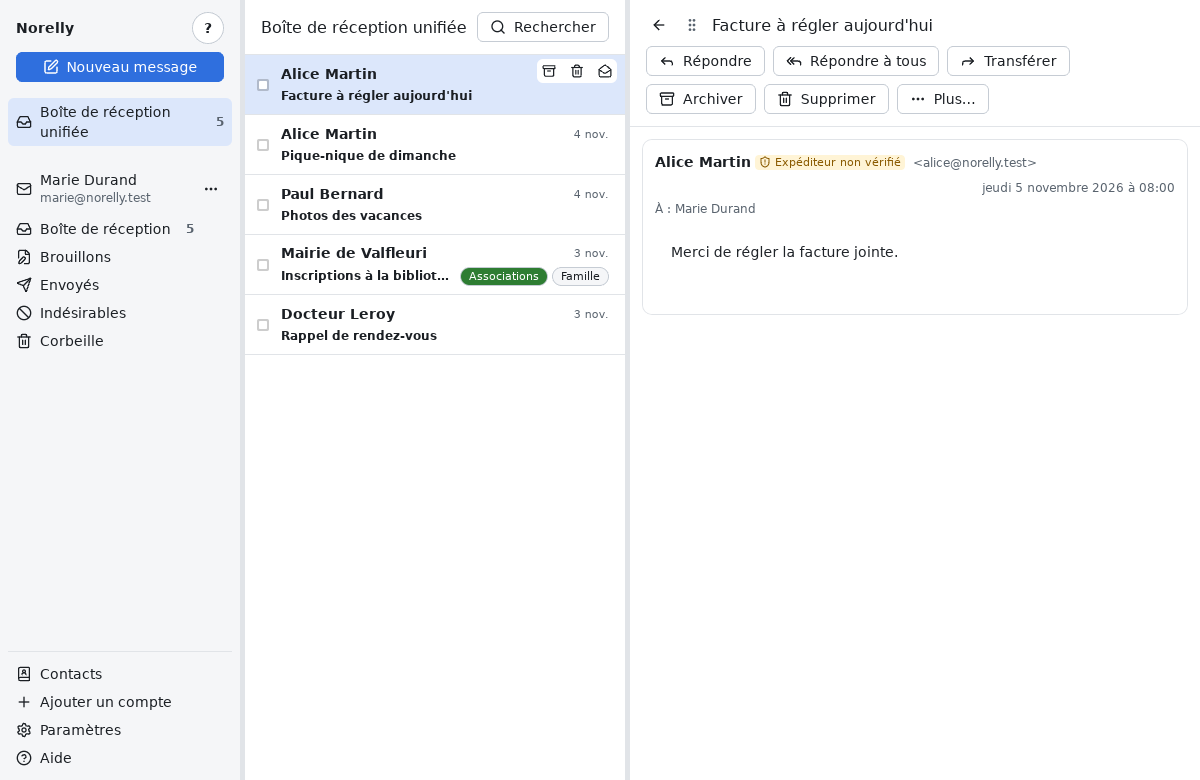 Norelly
?
Nouveau message
Boîte de réception
unifiée
5
Marie Durand
marie@norelly.test
Boîte de réception 5
Brouillons
Envoyés
Indésirables
Corbeille
Contacts
Ajouter un compte
Paramètres
Aide
Boîte de réception unifiée
Rechercher
Alice Martin
Facture à régler aujourd'hui
Alice Martin 4 nov.
Pique-nique de dimanche
Paul Bernard 4 nov.
Photos des vacances
Mairie de Valfleuri 3 nov.
Inscriptions à la bibliot… Associations Famille
Docteur Leroy 3 nov.
Rappel de rendez-vous
Facture à régler aujourd'hui
Répondre Répondre à tous Transférer
Archiver Supprimer Plus…
Alice Martin Expéditeur non vérifié <alice@norelly.test>
jeudi 5 novembre 2026 à 08:00
À : Marie Durand
Merci de régler la facture jointe.